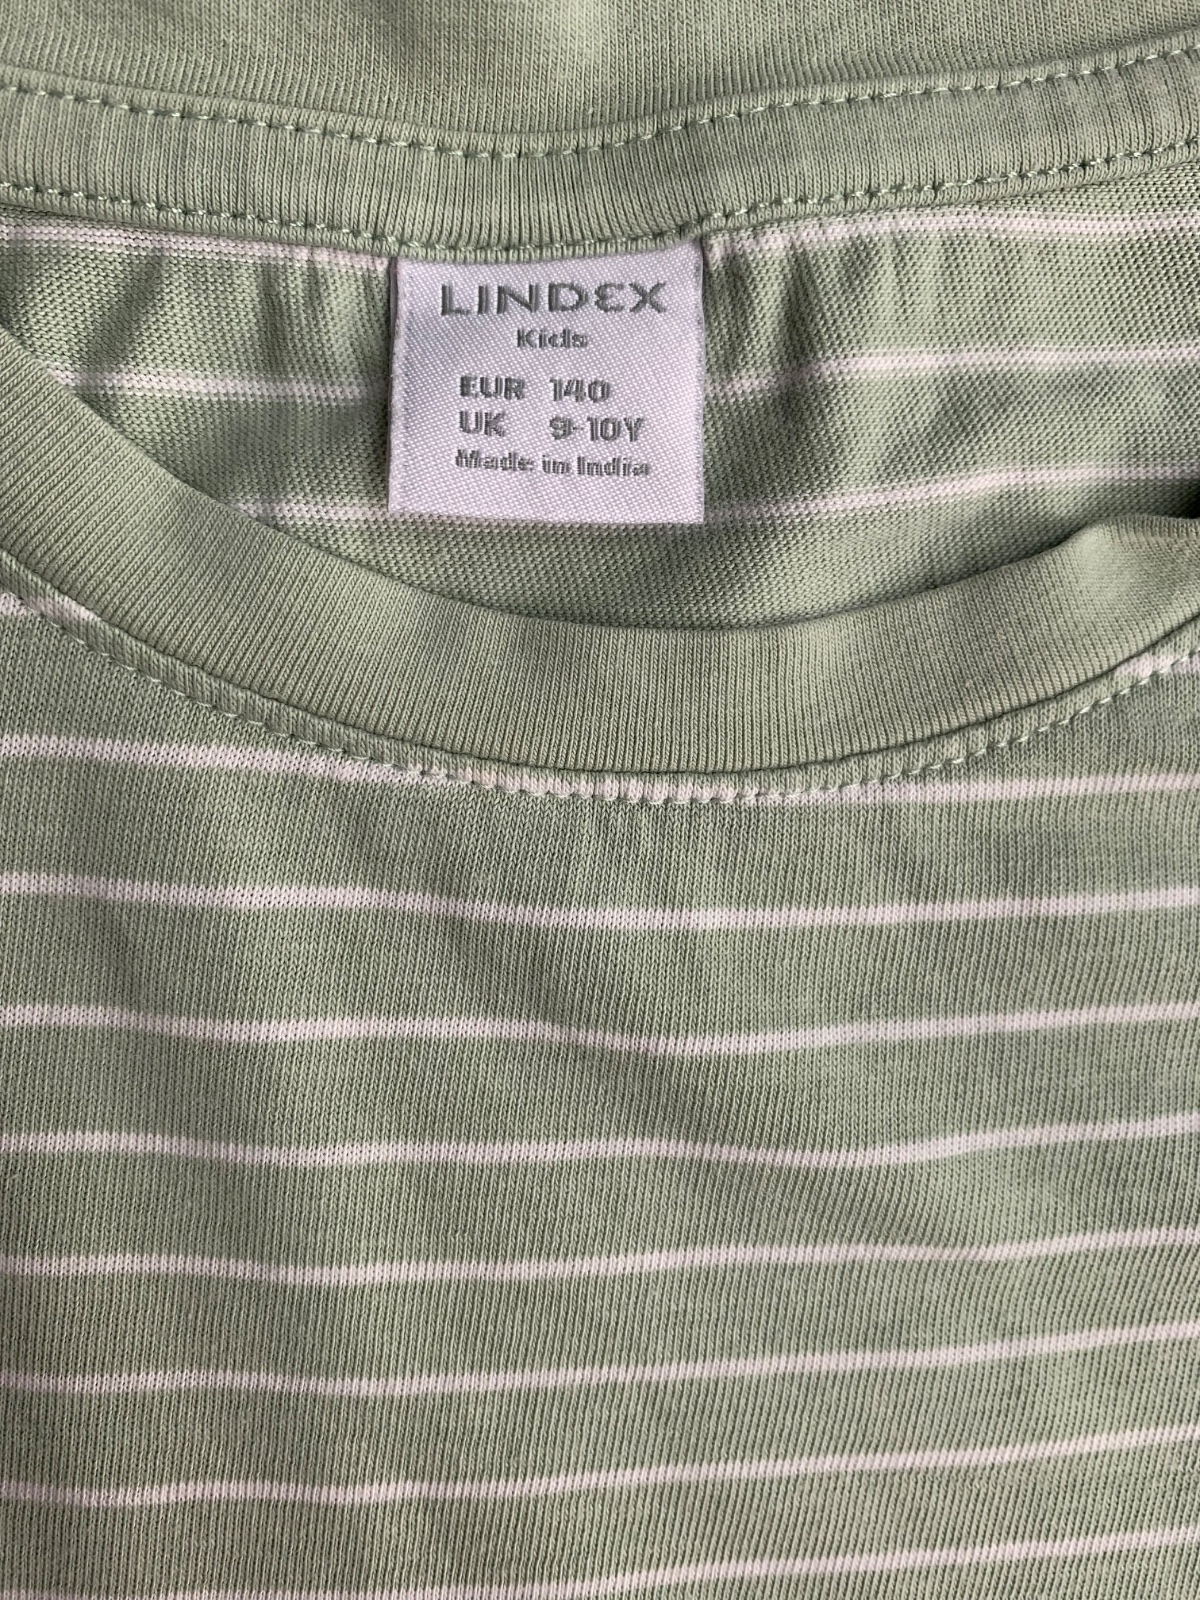 LINDEX
Kids
EUR 140
UK 9-10Y
Made in India